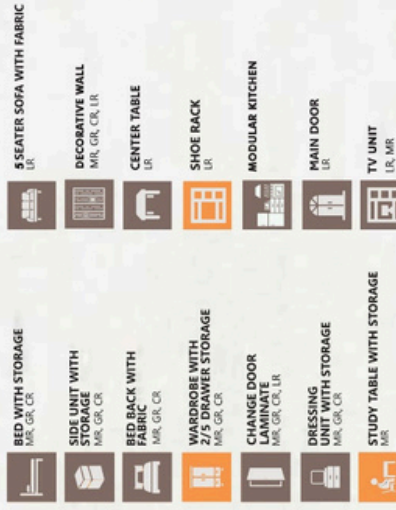 5 SEATER SOFA WITH FABRIC
LR
DECORATIVE WALL
MR, GR, CR, LR
CENTER TABLE
LR
SHOE RACK
LR
MODULAR KITCHEN
MAIN DOOR
LR
TV UNIT
LR, MR
BED WITH STORAGE
MR, GR, CR
SIDE UNIT WITH
STORAGE
MR, GR, CR
BED BACK WITH
FABRIC
MR, GR, CR
WARDROBE WITH
2/5 DRAWER STORAGE
MR, GR, CR
CHANGE DOOR
LAMINATE
MR, GR, CR, LR
DRESSING
UNIT WITH STORAGE
MR, GR, CR
STUDY TABLE WITH STORAGE
MR